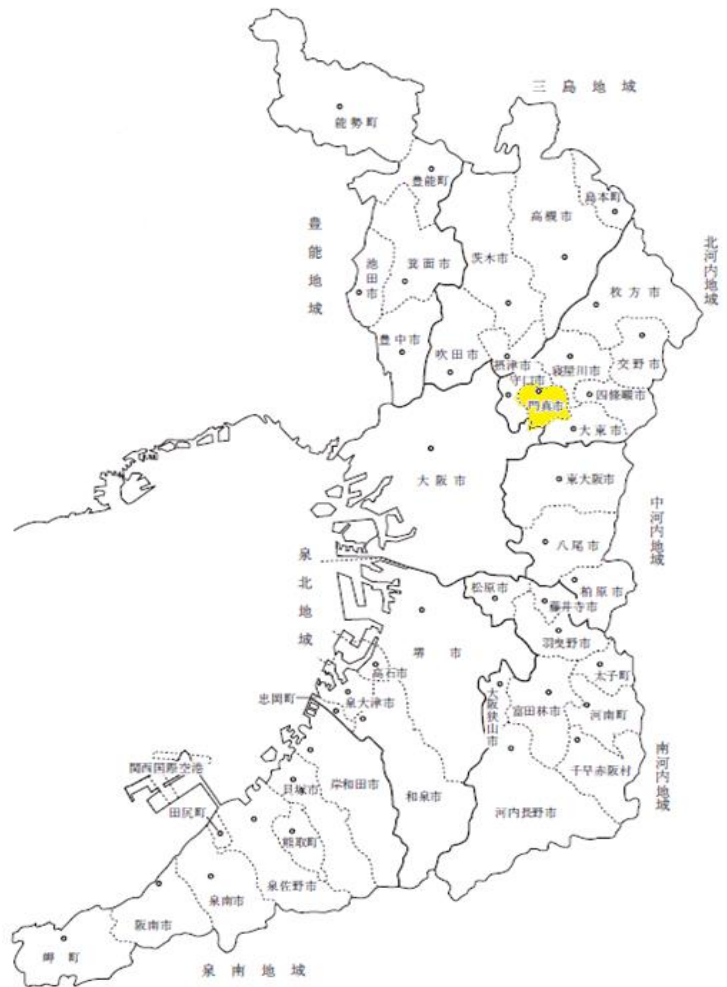 三島地域
能勢町
豊能町
島本町
高槻市
豊能地域
北河内地域
茨木市
池田市
箕面市
枚方市
豊中市
吹田市
摂津市
寝屋川市
交野市
守口市
四條畷市
門真市
大東市
大阪市
東大阪市
中河内地域
八尾市
泉北地域
松原市
柏原市
藤井寺市
羽曳野市
堺市
高石市
太子町
忠岡町
泉大津市
大阪狭山市
富田林市
河南町
関西国際空港
千早赤阪村
南河内地域
貝塚市
岸和田市
和泉市
田尻町
河内長野市
熊取町
泉佐野市
泉南市
阪南市
岬町
泉南地域